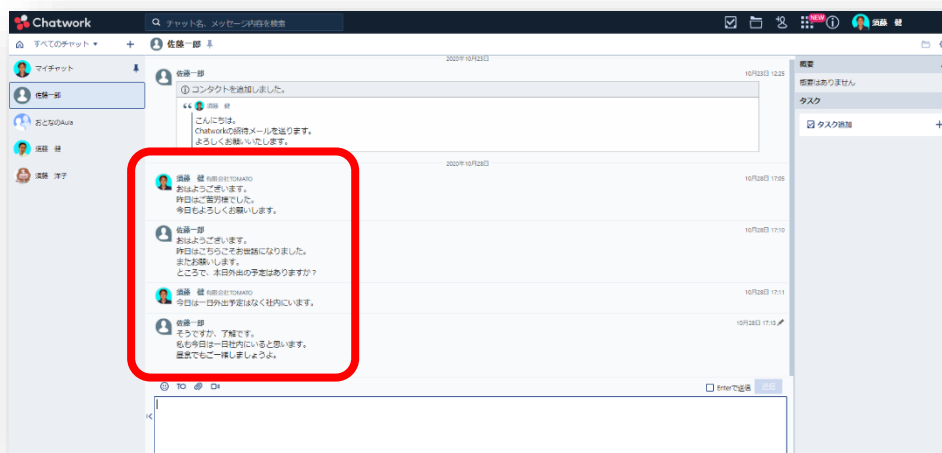 Chatwork
チャット名、メッセージ内容を検索
NEW
須藤 健
すべてのチャット
佐藤一郎
マイチャット
佐藤一郎
おとなのAura
須藤 健
須藤 洋子
2020年10月23日
佐藤一郎
10月23日 12:25
コンタクトを追加しました。
須藤 健
こんにちは。
Chatworkの招待メールを送ります。
よろしくお願いいたします。
2020年10月28日
須藤 健 有限会社TOMATO
10月28日 17:05
おはようございます。
昨日はご苦労様でした。
今日もよろしくお願いします。
佐藤一郎
10月28日 17:10
おはようございます。
昨日はこちらこそお世話になりました。
またお願いします。
ところで、本日外出の予定はありますか？
須藤 健 有限会社TOMATO
10月28日 17:11
今日は一日外出予定はなく社内にいます。
佐藤一郎
10月28日 17:13
そうですか、了解です。
私も今日は一日社内にいると思います。
昼食でもご一緒しましょうよ。
TO
Enterで送信
送信
概要
概要はありません
タスク
タスク追加